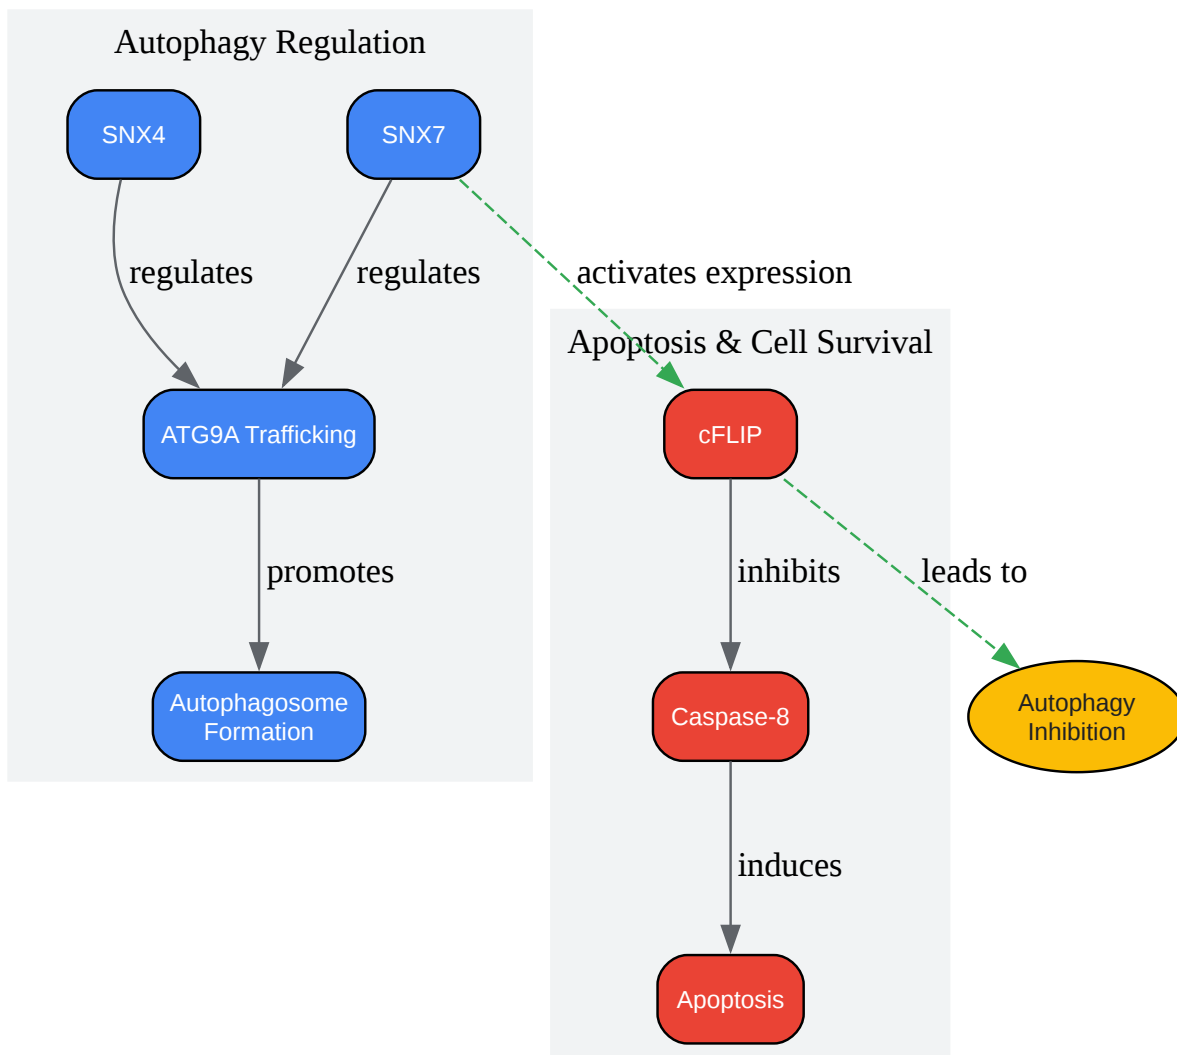 Autophagy Regulation
SNX4
SNX7
regulates
regulates
activates expression
Apoptosis & Cell Survival
ATG9A Trafficking
cFLIP
promotes
inhibits
leads to
Autophagosome
Formation
Caspase-8
Autophagy
Inhibition
induces
Apoptosis